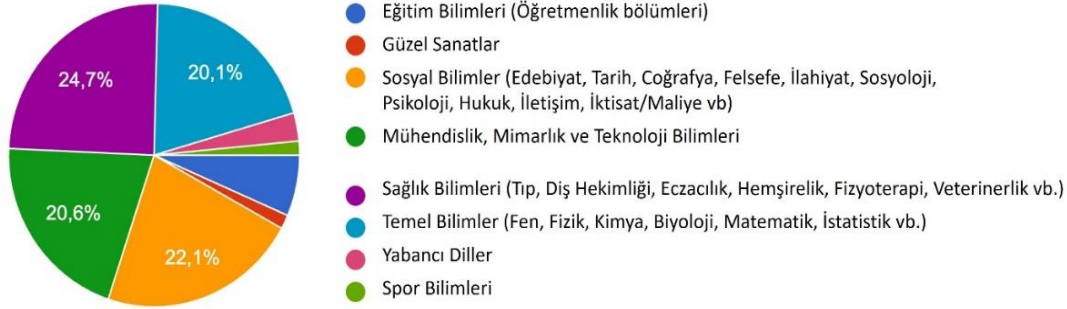 24,7%
20,1%
20,6%
22,1%
Eğitim Bilimleri (Öğretmenlik bölümleri)
Güzel Sanatlar
Sosyal Bilimler (Edebiyat, Tarih, Coğrafya, Felsefe, İlahiyat, Sosyoloji,
Psikoloji, Hukuk, İletişim, İktisat/Maliye vb)
Mühendislik, Mimarlık ve Teknoloji Bilimleri
Sağlık Bilimleri (Tıp, Diş Hekimliği, Eczacılık, Hemşirelik, Fizyoterapi, Veterinerlik vb.)
Temel Bilimler (Fen, Fizik, Kimya, Biyoloji, Matematik, İstatistik vb.)
Yabancı Diller
Spor Bilimleri